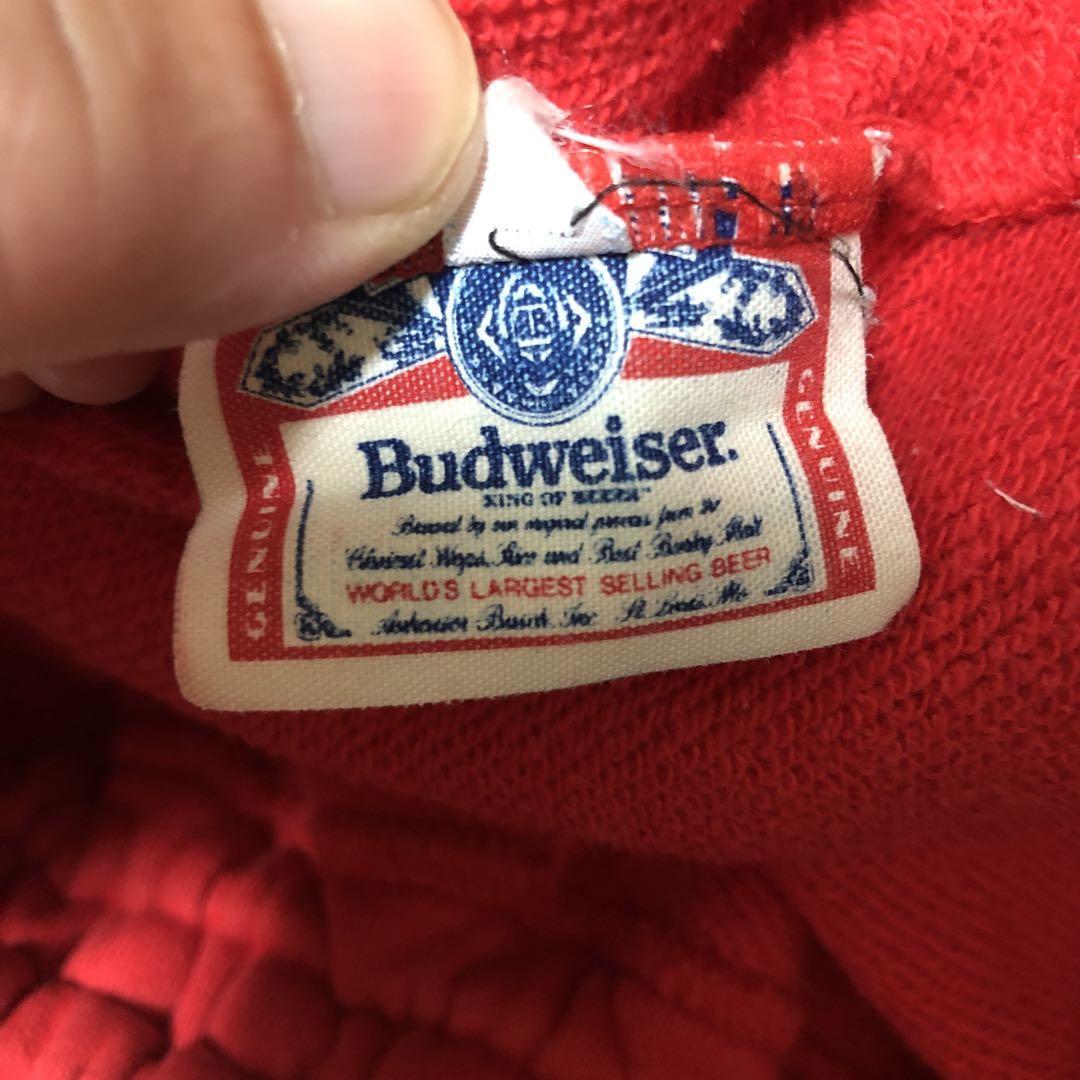 GENUINE
Budweiser.
KING OF BEERS™
Brewed by our original process from the
Choicest Hops, Rice and Best Barley Malt
WORLD'S LARGEST SELLING BEER
Anheuser Busch, Inc. St. Louis, Mo.
GENUINE